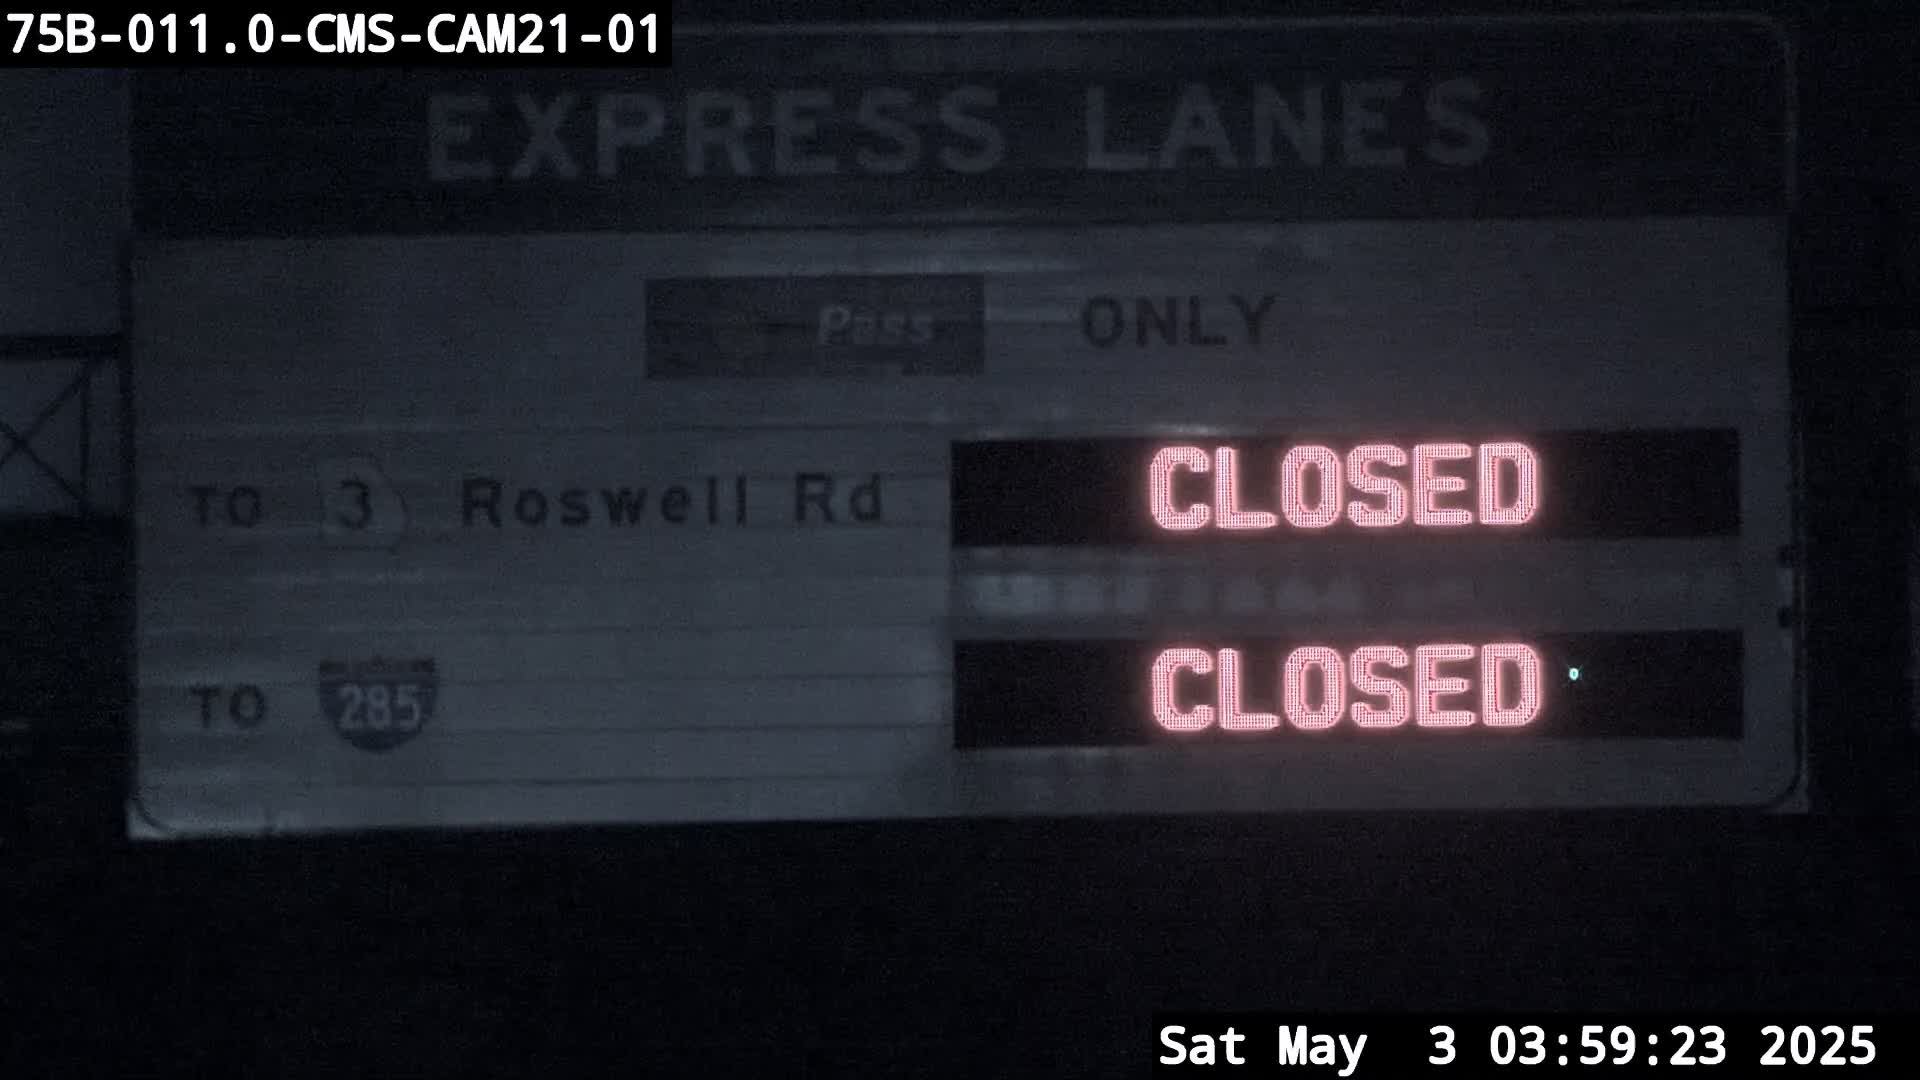 75B-011.0-CMS-CAM21-01
EXPRESS LANES
Pass ONLY
TO 3 Roswell Rd CLOSED
TO 285 CLOSED
Sat May 3 03:59:23 2025